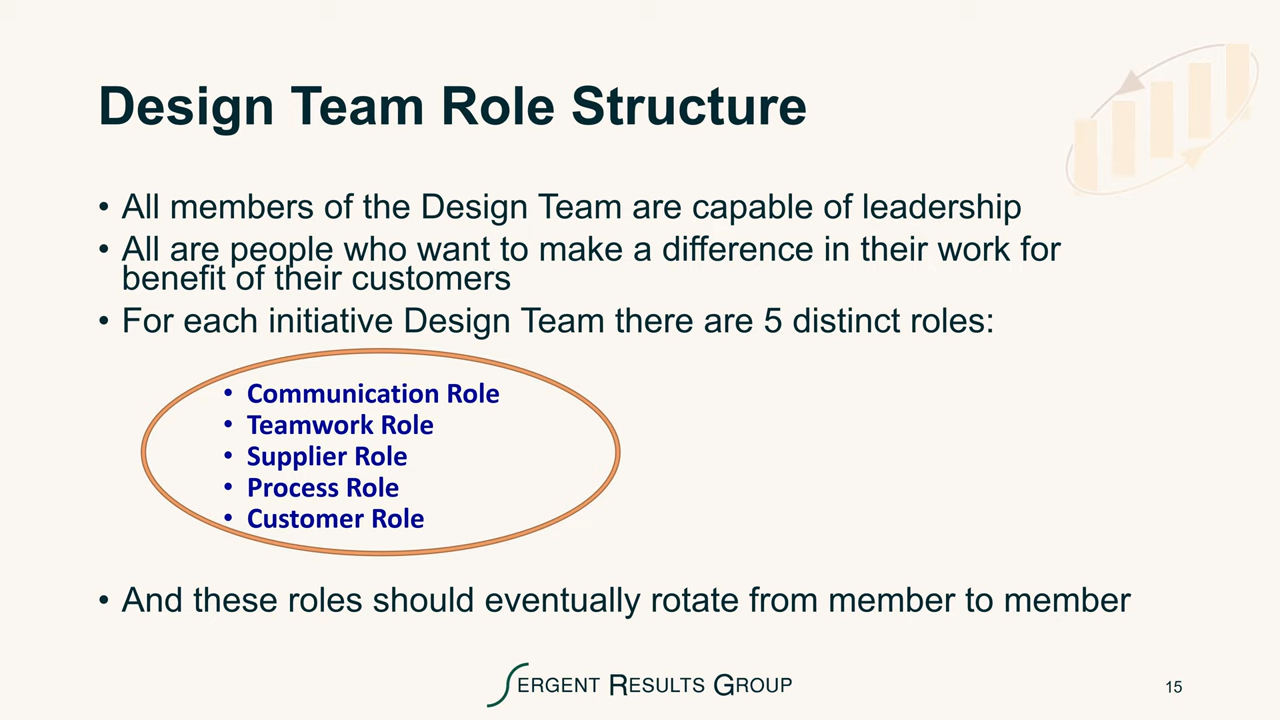 Design Team Role Structure
• All members of the Design Team are capable of leadership
• All are people who want to make a difference in their work for
benefit of their customers
• For each initiative Design Team there are 5 distinct roles:
• Communication Role
• Teamwork Role
• Supplier Role
• Process Role
• Customer Role
• And these roles should eventually rotate from member to member
SERGENT RESULTS GROUP
15